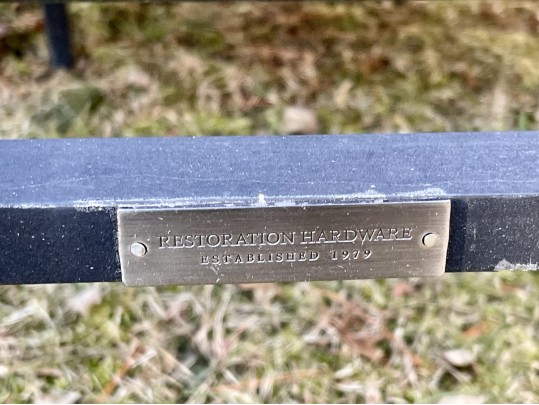 RESTORATION HARDWARE
ESTABLISHED 1979